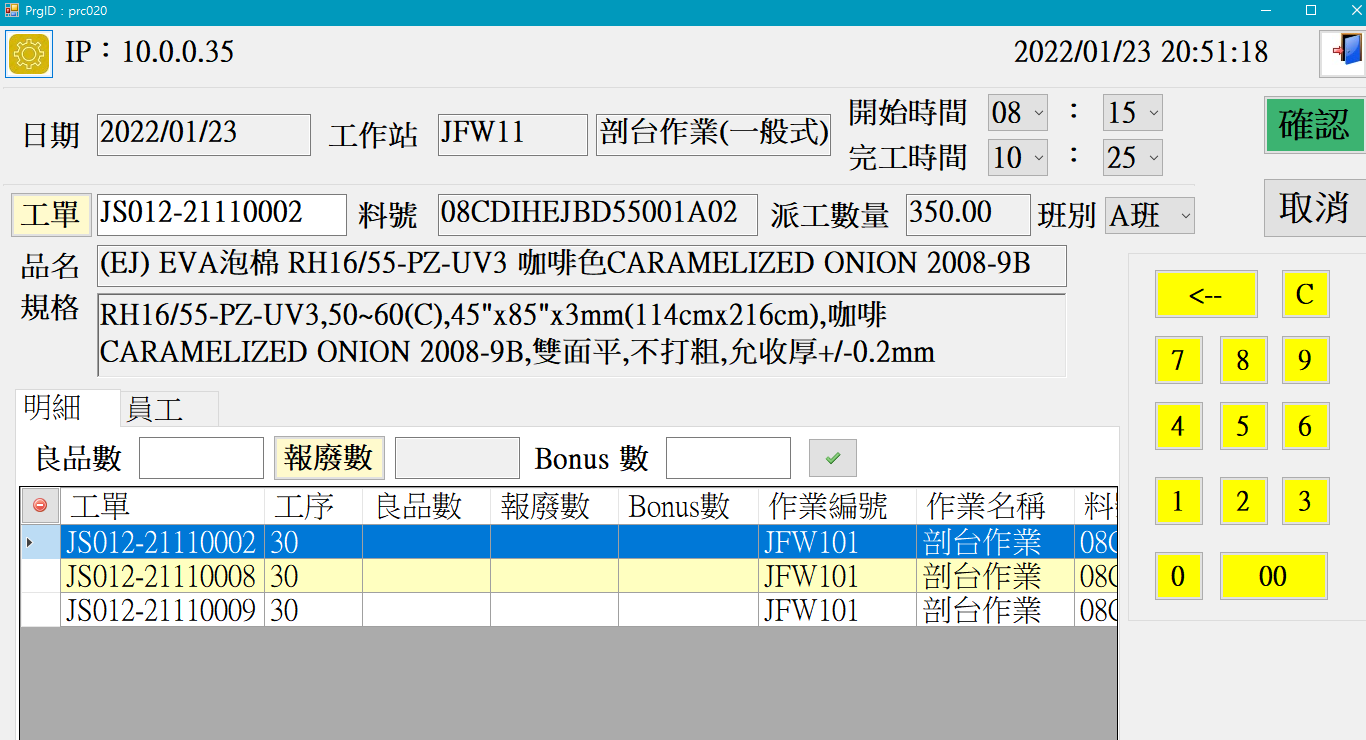 PrgID：prc020
IP：10.0.0.35 2022/01/23 20:51:18
日期 2022/01/23 工作站 JFW11 剖台作業(一般式)
開始時間 08 ： 15
完工時間 10 ： 25
確認
工單 JS012-21110002 料號 08CDIHEJBD55001A02 派工數量 350.00 班別 A班
取消
品名 (EJ) EVA泡棉 RH16/55-PZ-UV3 咖啡色CARAMELIZED ONION 2008-9B
規格 RH16/55-PZ-UV3,50~60(C),45"x85"x3mm(114cmx216cm),咖啡
CARAMELIZED ONION 2008-9B,雙面平,不打粗,允收厚+/-0.2mm
明細 員工
良品數 報廢數 Bonus 數
工單 工序 良品數 報廢數 Bonus數 作業編號 作業名稱 料
JS012-21110002 30 JFW101 剖台作業 08C
JS012-21110008 30 JFW101 剖台作業 08C
JS012-21110009 30 JFW101 剖台作業 08C
<-- C
7 8 9
4 5 6
1 2 3
0 00